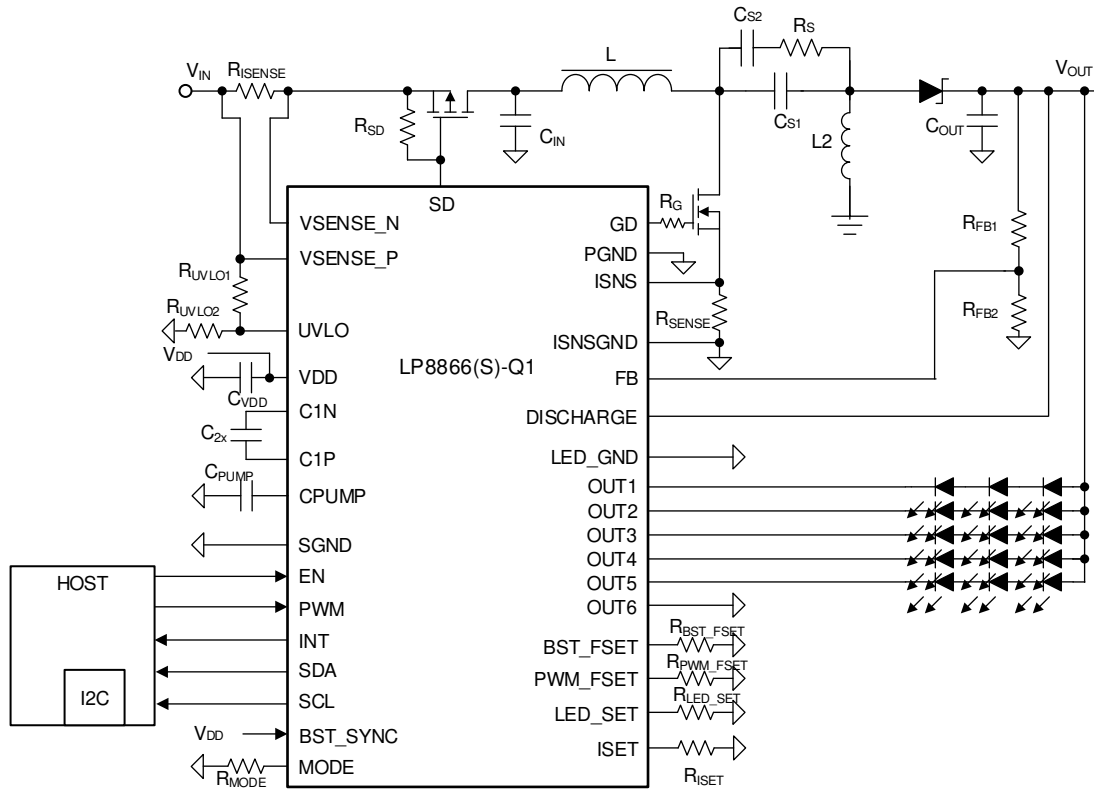 CS2
RS
L
VIN
RISENSE
VOUT
RSD
CIN
CS1
L2
COUT
SD
RG
GD
VSENSE_N
RFB1
PGND
VSENSE_P
ISNS
RUVLO1
RUVLO2
RSENSE
RFB2
UVLO
ISNSGND
VDD
LP8866(S)-Q1
VDD
FB
CVDD
C1N
DISCHARGE
C2x
C1P
LED_GND
CPUMP
CPUMP
OUT1
OUT2
OUT3
SGND
OUT4
HOST
EN
OUT5
PWM
OUT6
RBST_FSET
INT
BST_FSET
RPWM_FSET
SDA
PWM_FSET
I2C
SCL
RLED_SET
LED_SET
VDD
BST_SYNC
ISET
MODE
RMODE
RISET